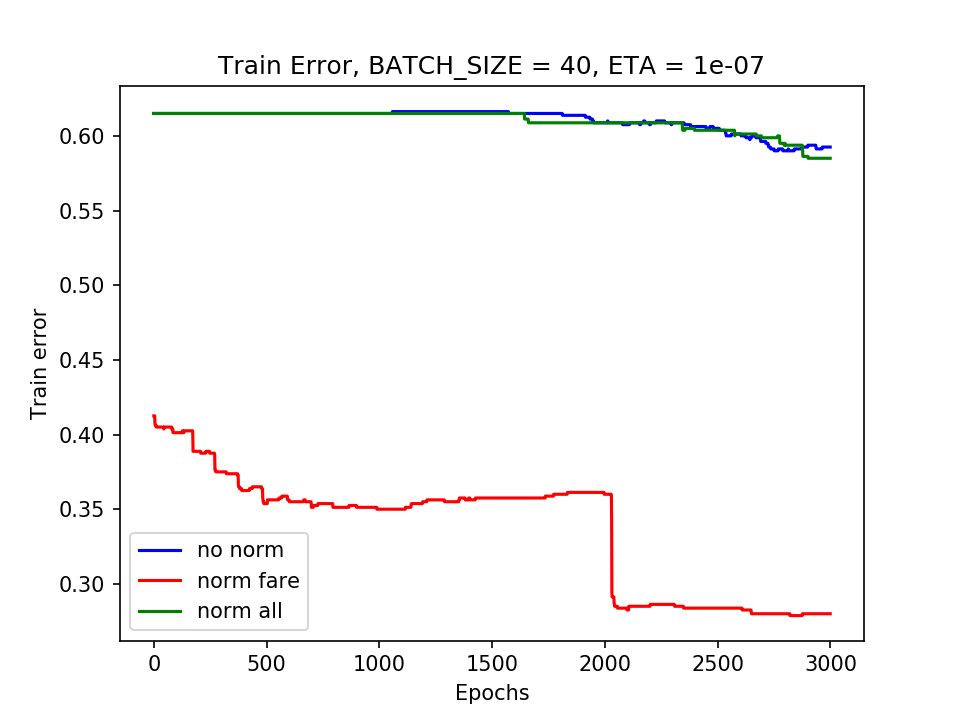 Train Error, BATCH_SIZE = 40, ETA = 1e-07
Train error
0.60
0.55
0.50
0.45
0.40
0.35
0.30
no norm
norm fare
norm all
0 500 1000 1500 2000 2500 3000
Epochs